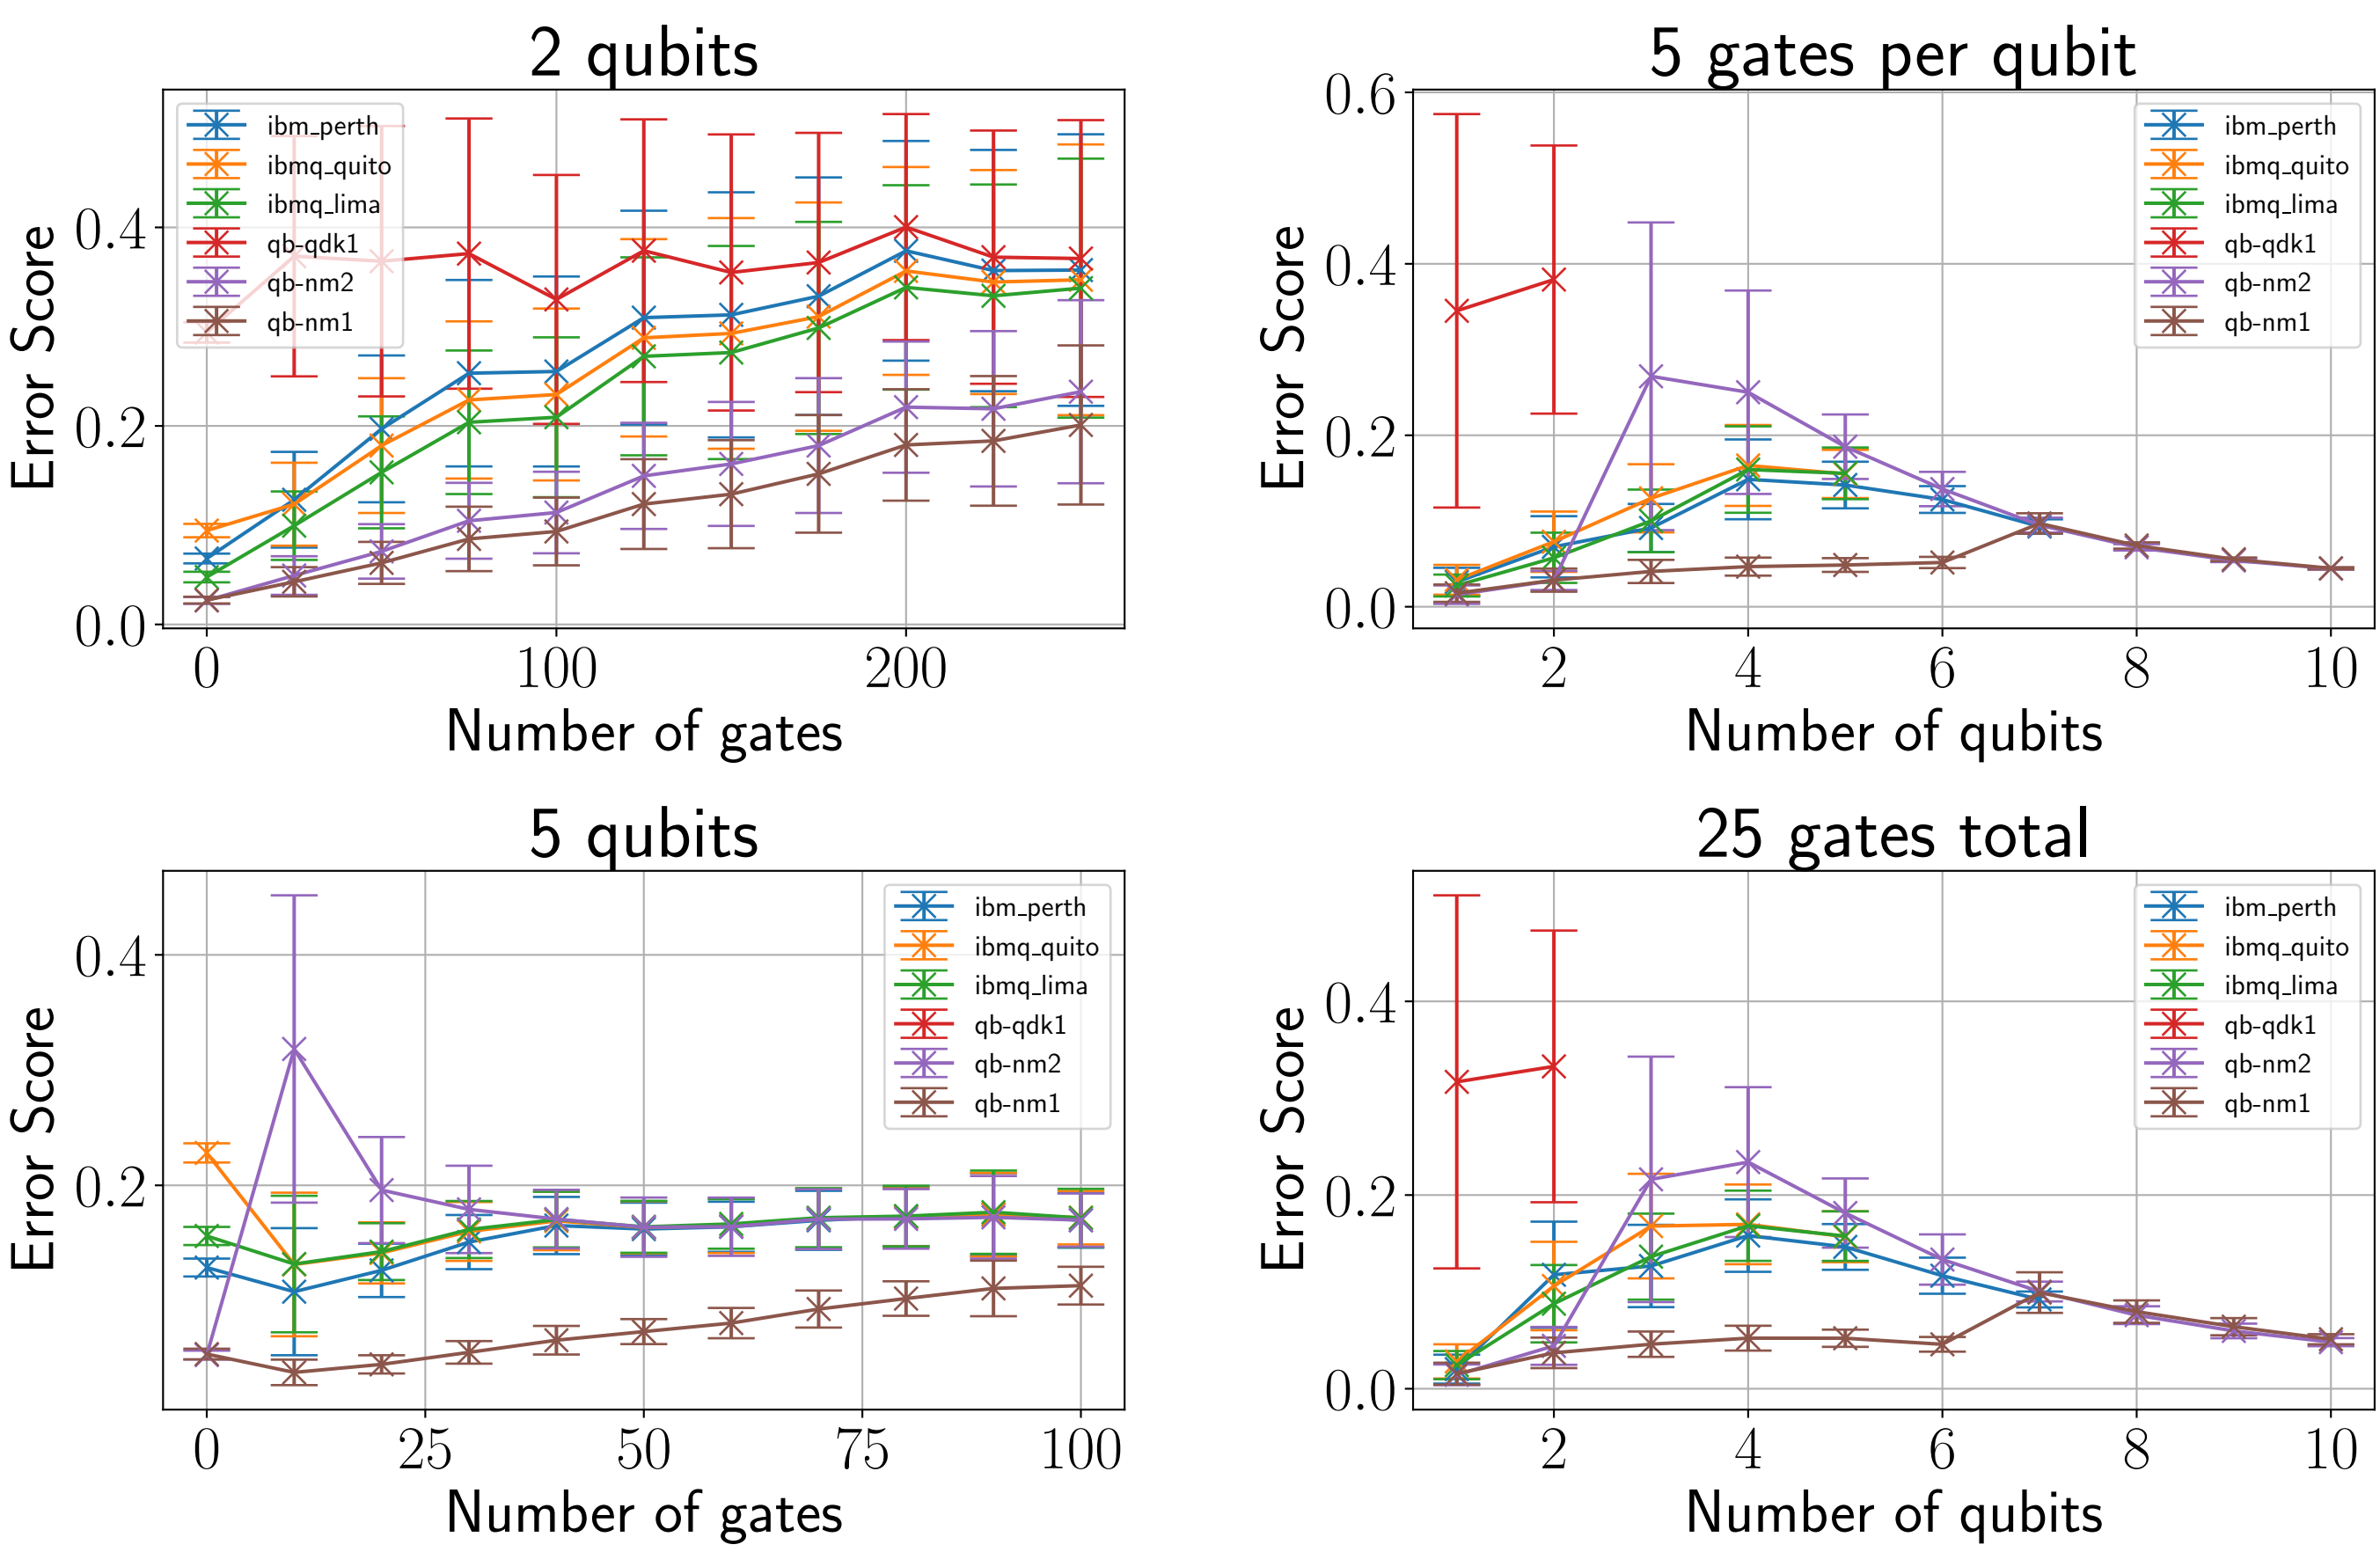 2 qubits
Error Score
0.4
0.2
0.0
ibm_perth
ibmq_quito
ibmq_lima
qb-qdk1
qb-nm2
qb-nm1
0 100 200
Number of gates
5 gates per qubit
Error Score
0.6
0.4
0.2
0.0
ibm_perth
ibmq_quito
ibmq_lima
qb-qdk1
qb-nm2
qb-nm1
2 4 6 8 10
Number of qubits
5 qubits
Error Score
0.4
0.2
ibm_perth
ibmq_quito
ibmq_lima
qb-qdk1
qb-nm2
qb-nm1
0 25 50 75 100
Number of gates
25 gates total
Error Score
0.4
0.2
0.0
ibm_perth
ibmq_quito
ibmq_lima
qb-qdk1
qb-nm2
qb-nm1
2 4 6 8 10
Number of qubits